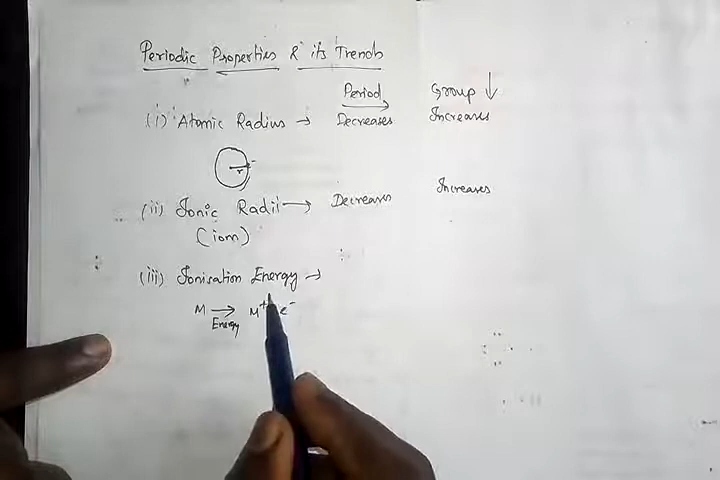 Periodic Properties & its Trends
Period Group ↓
(i) Atomic Radius → Decreases Increases
r e-
(ii) Ionic Radii → Decreases Increases
(iom)
(iii) Ionisation Energy →
M → M+ e-
Energy